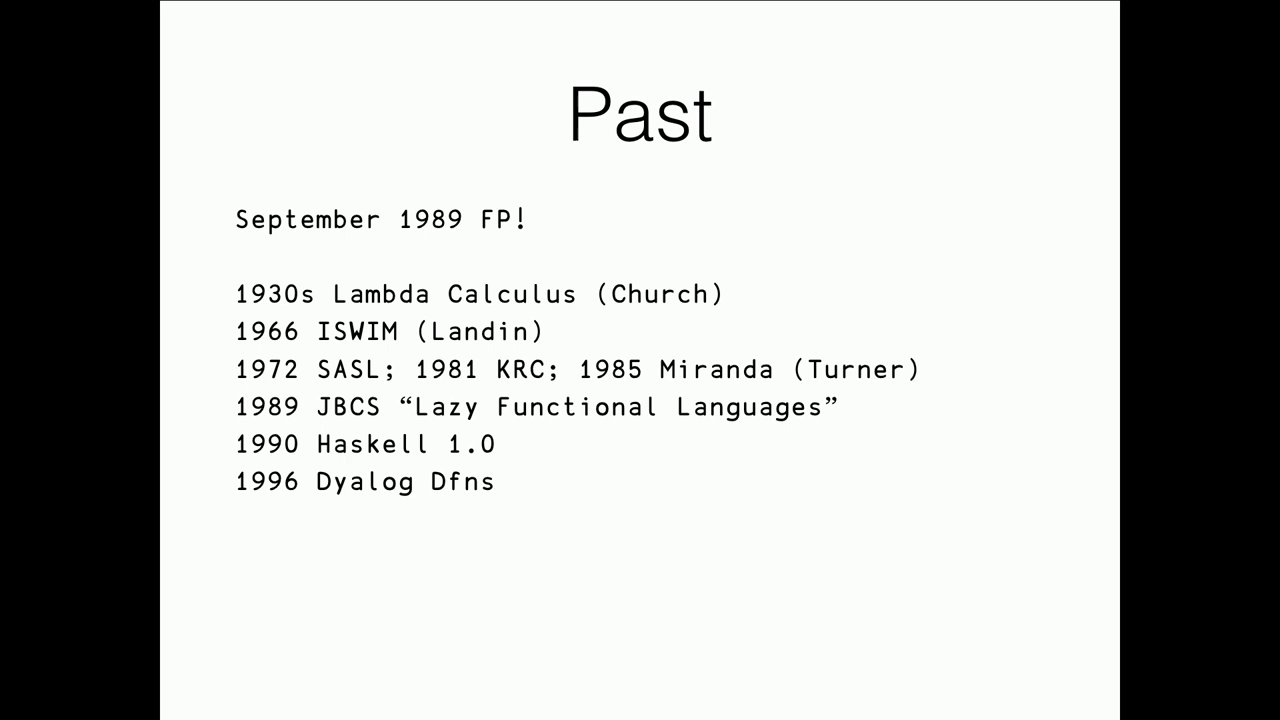 Past
September 1989 FP!
1930s Lambda Calculus (Church)
1966 ISWIM (Landin)
1972 SASL; 1981 KRC; 1985 Miranda (Turner)
1989 JBCS “Lazy Functional Languages”
1990 Haskell 1.0
1996 Dyalog Dfns